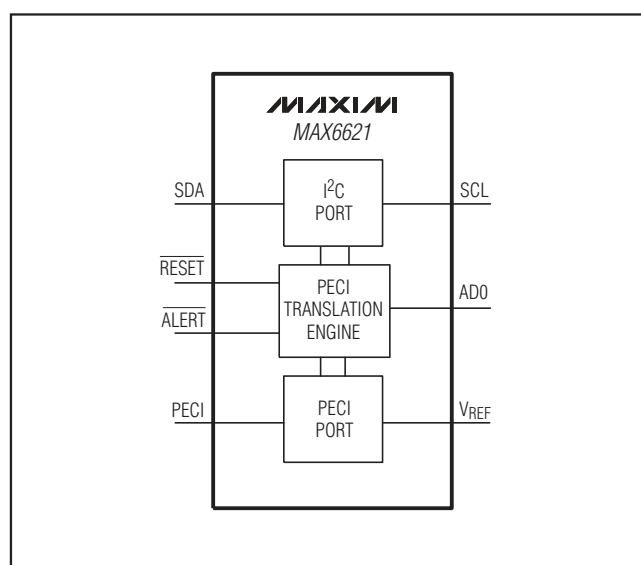 MAXIM
MAX6621
SDA
I²C
PORT
SCL
RESET
ALERT
PECI
TRANSLATION
ENGINE
AD0
PECI
PECI
PORT
VREF